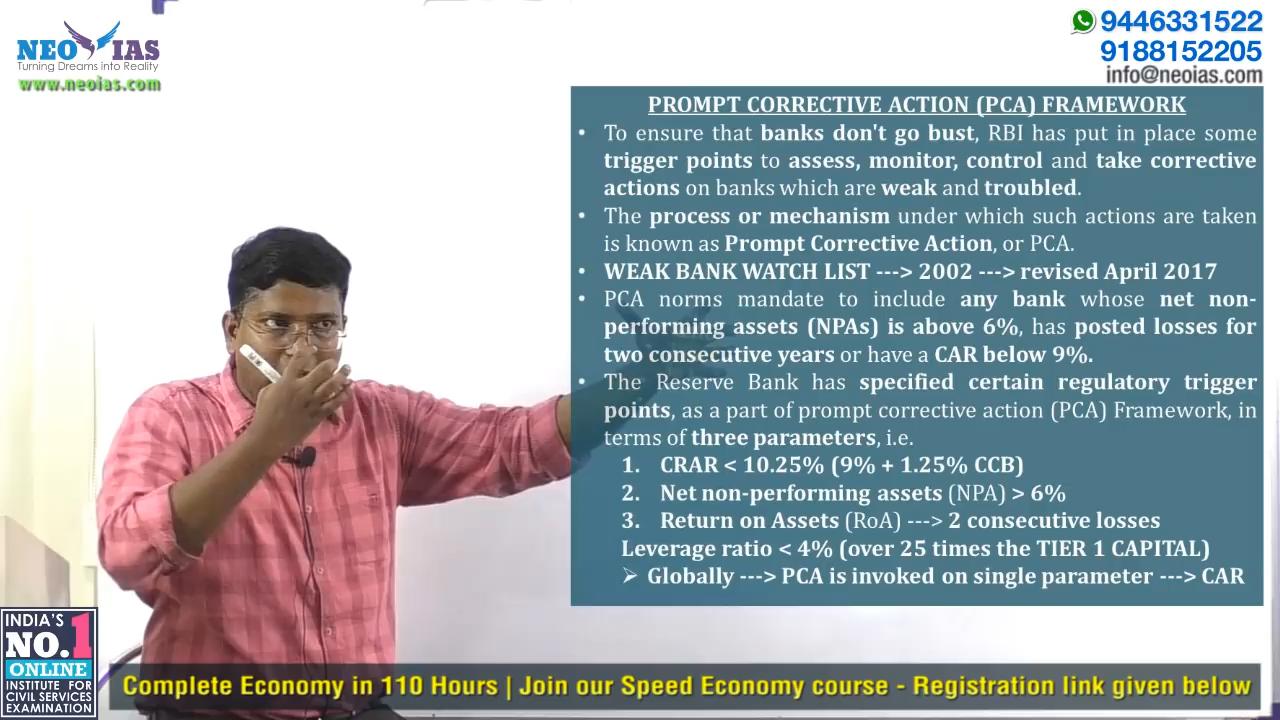 NEO IAS
Turning Dreams into Reality
www.neoias.com
9446331522
9188152205
info@neoias.com
PROMPT CORRECTIVE ACTION (PCA) FRAMEWORK
• To ensure that banks don't go bust, RBI has put in place some
trigger points to assess, monitor, control and take corrective
actions on banks which are weak and troubled.
• The process or mechanism under which such actions are taken
is known as Prompt Corrective Action, or PCA.
• WEAK BANK WATCH LIST ---> 2002 ---> revised April 2017
• PCA norms mandate to include any bank whose net non-
performing assets (NPAs) is above 6%, has posted losses for
two consecutive years or have a CAR below 9%.
• The Reserve Bank has specified certain regulatory trigger
points, as a part of prompt corrective action (PCA) Framework, in
terms of three parameters, i.e.
1. CRAR < 10.25% (9% + 1.25% CCB)
2. Net non-performing assets (NPA) > 6%
3. Return on Assets (RoA) ---> 2 consecutive losses
Leverage ratio < 4% (over 25 times the TIER 1 CAPITAL)
➢ Globally ---> PCA is invoked on single parameter ---> CAR
INDIA'S
NO.1
ONLINE
INSTITUTE FOR
CIVIL SERVICES
EXAMINATION
Complete Economy in 110 Hours | Join our Speed Economy course - Registration link given below